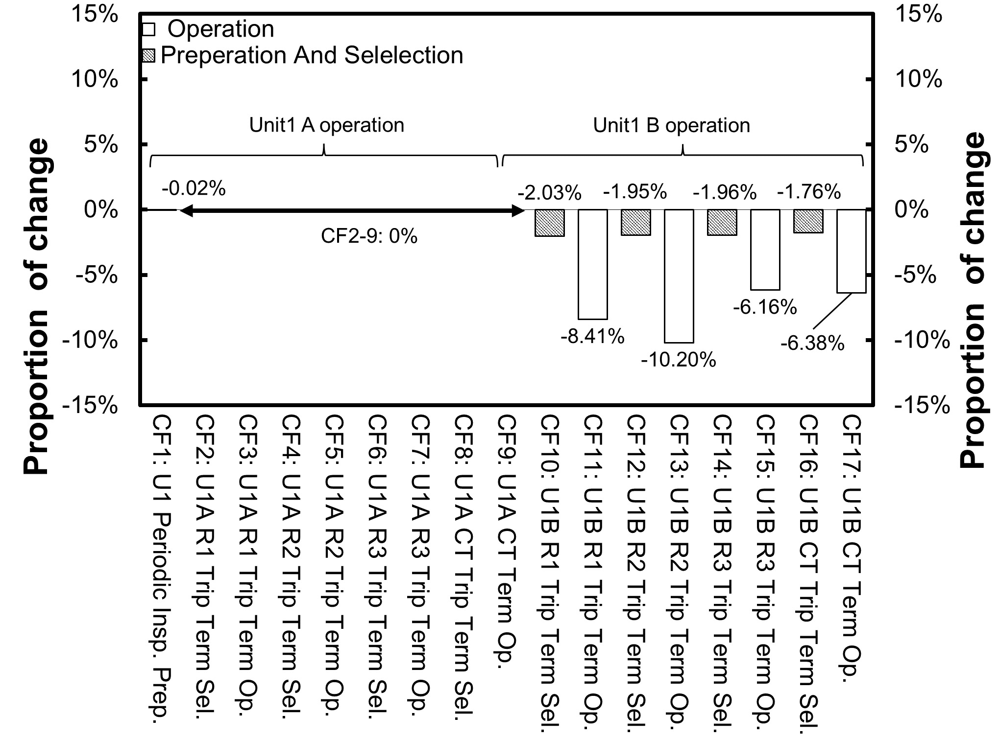 15%
10%
5%
0%
-5%
-10%
-15%
Proportion of change
Operation
Preperation And Selelection
Unit1 A operation
Unit1 B operation
-0.02%
CF2-9: 0%
-2.03%
-1.95%
-1.96%
-1.76%
-8.41%
-10.20%
-6.16%
-6.38%
15%
10%
5%
0%
-5%
-10%
-15%
Proportion of change
CF1: U1 Periodic Insp. Prep.
CF2: U1A R1 Trip Term Sel.
CF3: U1A R1 Trip Term Op.
CF4: U1A R2 Trip Term Sel.
CF5: U1A R2 Trip Term Op.
CF6: U1A R3 Trip Term Sel.
CF7: U1A R3 Trip Term Op.
CF8: U1A CT Trip Term Sel.
CF9: U1A CT Term Op.
CF10: U1B R1 Trip Term Sel.
CF11: U1B R1 Trip Term Op.
CF12: U1B R2 Trip Term Sel.
CF13: U1B R2 Trip Term Op.
CF14: U1B R3 Trip Term Sel.
CF15: U1B R3 Trip Term Op.
CF16: U1B CT Trip Term Sel.
CF17: U1B CT Term Op.